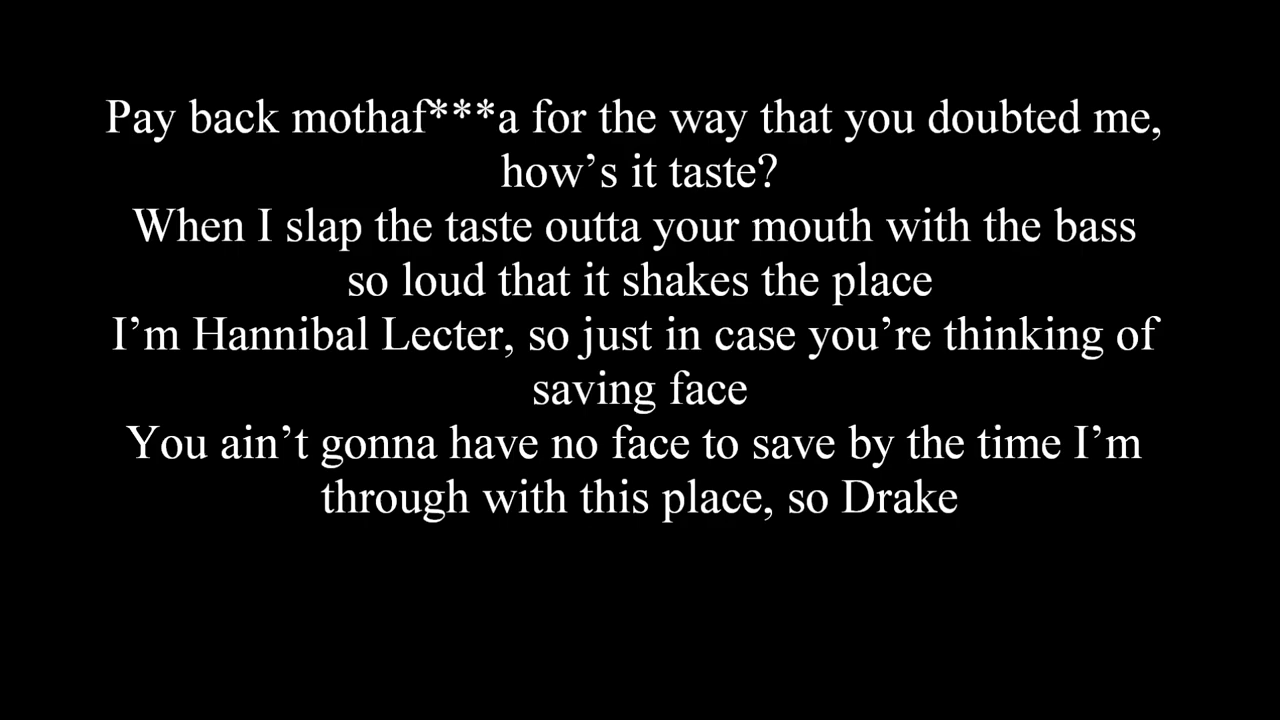 Pay back mothaf***a for the way that you doubted me,
how’s it taste?
When I slap the taste outta your mouth with the bass
so loud that it shakes the place
I’m Hannibal Lecter, so just in case you’re thinking of
saving face
You ain’t gonna have no face to save by the time I’m
through with this place, so Drake